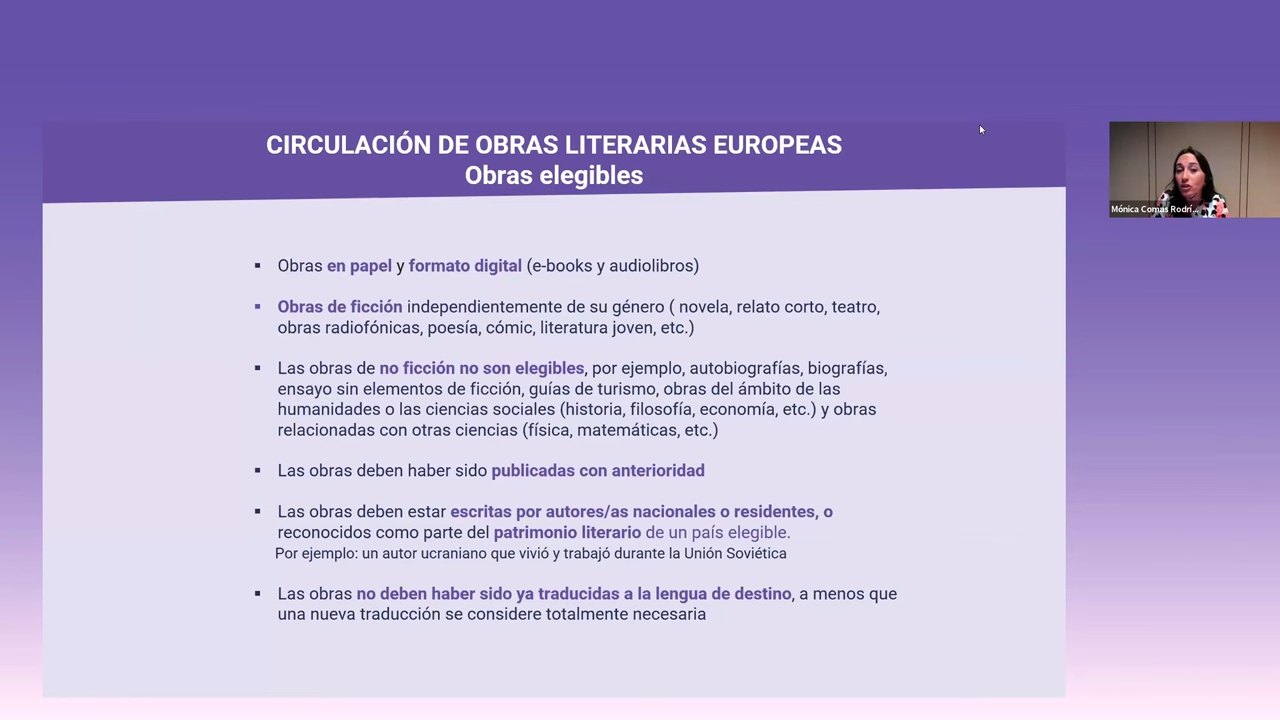 CIRCULACIÓN DE OBRAS LITERARIAS EUROPEAS
Obras elegibles
▪ Obras en papel y formato digital (e-books y audiolibros)
▪ Obras de ficción independientemente de su género ( novela, relato corto, teatro,
obras radiofónicas, poesía, cómic, literatura joven, etc.)
▪ Las obras de no ficción no son elegibles, por ejemplo, autobiografías, biografías,
ensayo sin elementos de ficción, guías de turismo, obras del ámbito de las
humanidades o las ciencias sociales (historia, filosofía, economía, etc.) y obras
relacionadas con otras ciencias (física, matemáticas, etc.)
▪ Las obras deben haber sido publicadas con anterioridad
▪ Las obras deben estar escritas por autores/as nacionales o residentes, o
reconocidos como parte del patrimonio literario de un país elegible.
Por ejemplo: un autor ucraniano que vivió y trabajó durante la Unión Soviética
▪ Las obras no deben haber sido ya traducidas a la lengua de destino, a menos que
una nueva traducción se considere totalmente necesaria
Mónica Comas Rodrí...